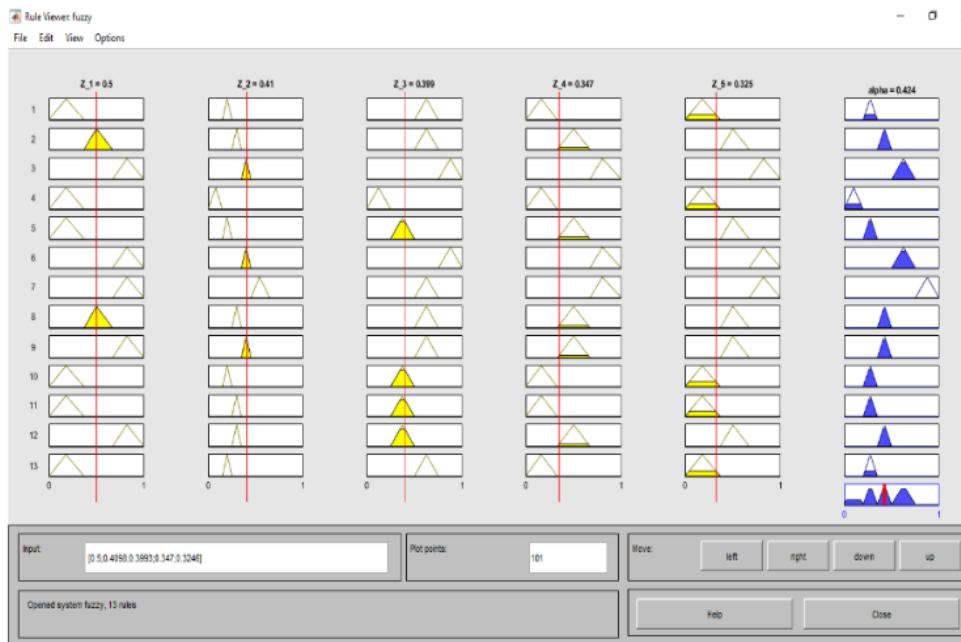 Rule Viewer: fuzzy
File Edit View Options
Z_1 = 0.5 Z_2 = 0.41 Z_3 = 0.399 Z_4 = 0.347 Z_5 = 0.325 alpha = 0.424
1
2
3
4
5
6
7
8
9
10
11
12
13
0 1 0 1 0 1 0 1 0 1
0 1
Input: [0.5;0.4098;0.3993;0.347;0.3246] Plot points: 101 Move: left right down up
Opened system fuzzy, 13 rules
Help Close